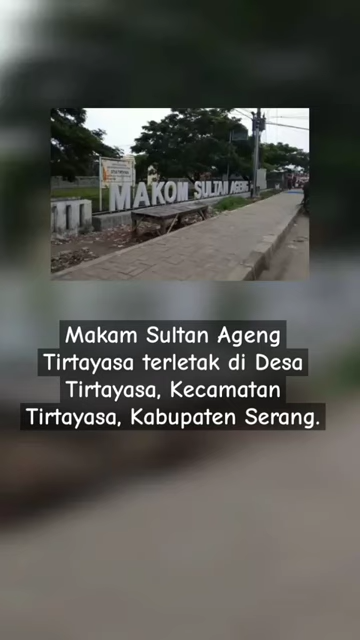 MAKOM SULTAN AGENG
Makam Sultan Ageng
Tirtayasa terletak di Desa
Tirtayasa, Kecamatan
Tirtayasa, Kabupaten Serang.